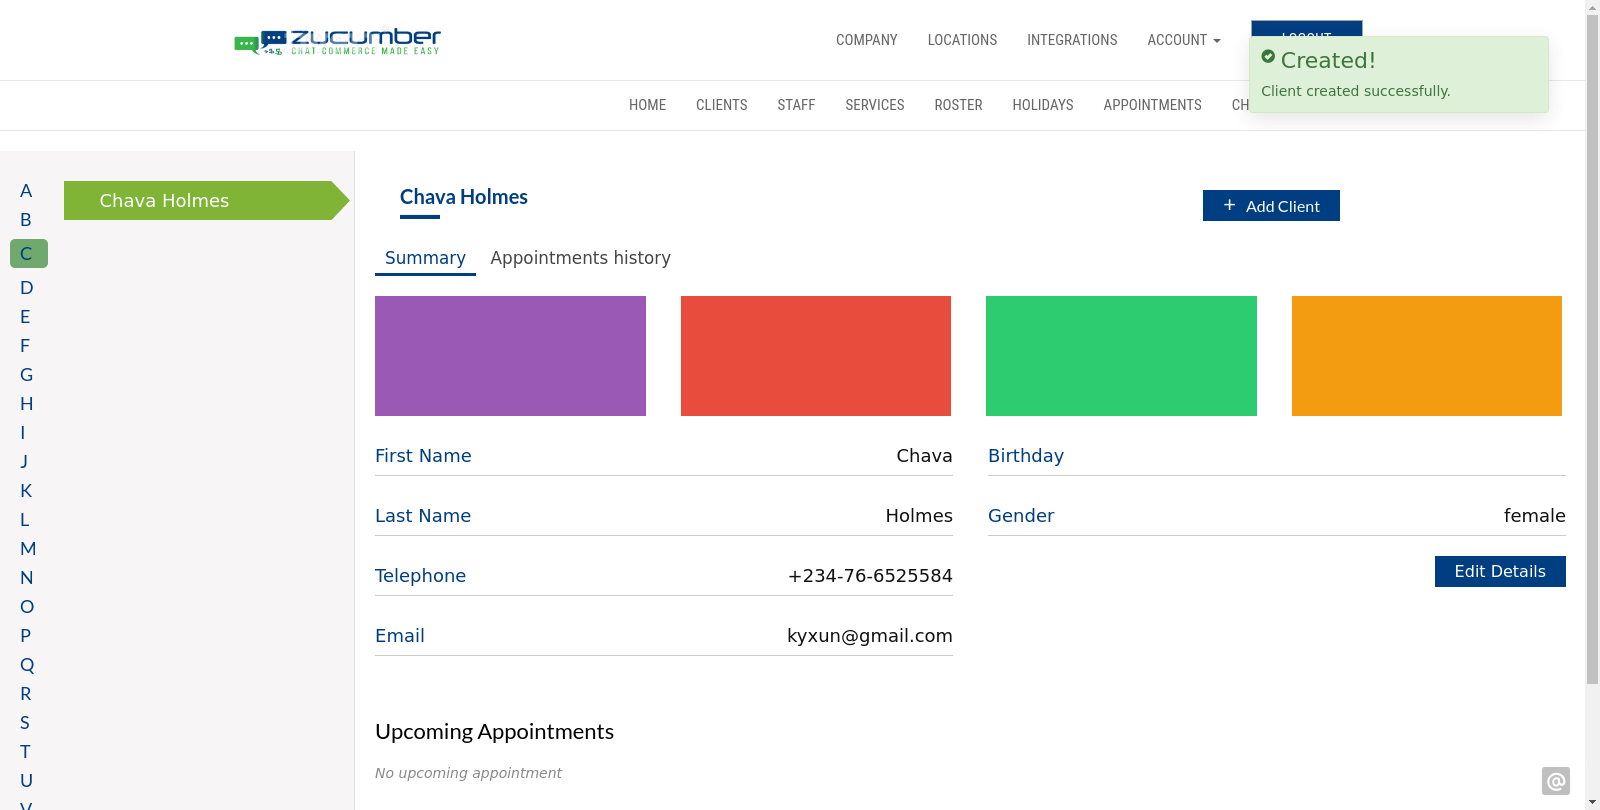 zucumber
CHAT COMMERCE MADE EASY
COMPANY
LOCATIONS
INTEGRATIONS
ACCOUNT
Created!
Client created successfully.
HOME
CLIENTS
STAFF
SERVICES
ROSTER
HOLIDAYS
APPOINTMENTS
CH
A
B
C
D
E
F
G
H
I
J
K
L
M
N
O
P
Q
R
S
T
U
Chava Holmes
Chava Holmes
+ Add Client
Summary
Appointments history
First Name Chava
Last Name Holmes
Telephone +234-76-6525584
Email kyxun@gmail.com
Birthday
Gender female
Edit Details
Upcoming Appointments
No upcoming appointment
@